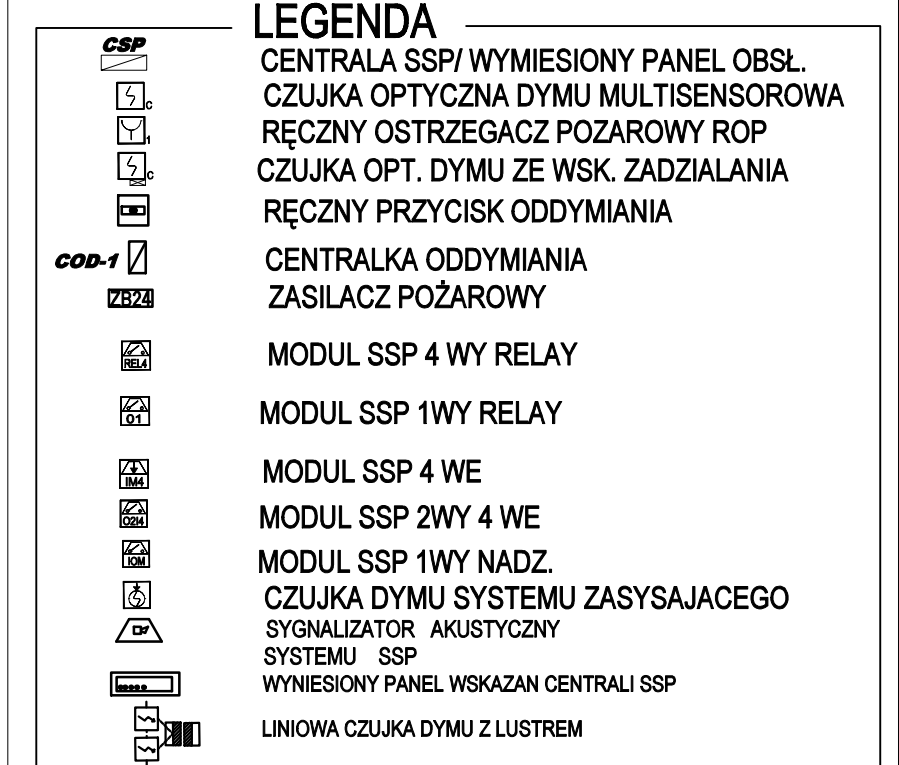 LEGENDA
CSP CENTRALA SSP/ WYMIESIONY PANEL OBSŁ.
C CZUJKA OPTYCZNA DYMU MULTISENSOROWA
1 RĘCZNY OSTRZEGACZ POZAROWY ROP
C CZUJKA OPT. DYMU ZE WSK. ZADZIALANIA
RĘCZNY PRZYCISK ODDYMIANIA
COD-1 CENTRALKA ODDYMIANIA
ZB24 ZASILACZ POŻAROWY
REL4 MODUL SSP 4 WY RELAY
O1 MODUL SSP 1WY RELAY
IM4 MODUL SSP 4 WE
O2I4 MODUL SSP 2WY 4 WE
IOM MODUL SSP 1WY NADZ.
CZUJKA DYMU SYSTEMU ZASYSAJACEGO
SYGNALIZATOR AKUSTYCZNY
SYSTEMU SSP
WYNIESIONY PANEL WSKAZAN CENTRALI SSP
LINIOWA CZUJKA DYMU Z LUSTREM